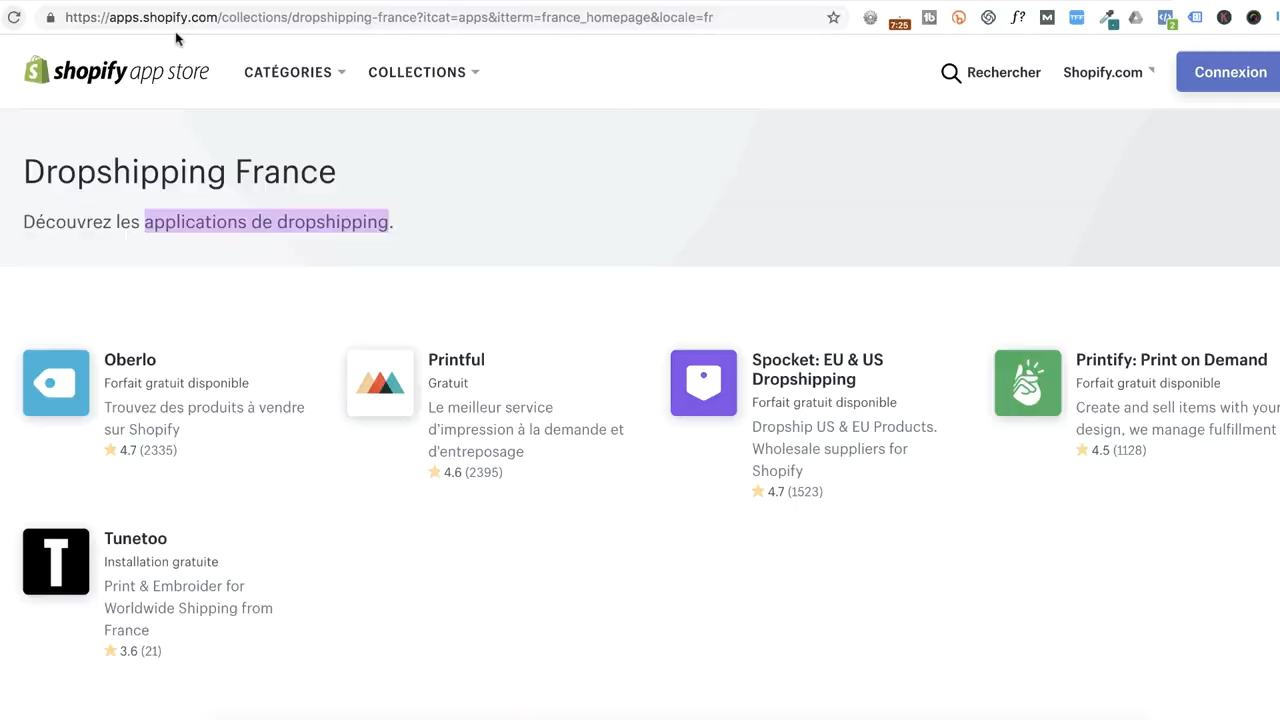 https://apps.shopify.com/collections/dropshipping-france?itcat=apps&itterm=france_homepage&locale=fr
7:25
shopify app store
CATÉGORIES
COLLECTIONS
Rechercher
Shopify.com
Connexion
Dropshipping France
Découvrez les applications de dropshipping.
Oberlo
Forfait gratuit disponible
Trouvez des produits à vendre
sur Shopify
4.7 (2335)
Printful
Gratuit
Le meilleur service
d'impression à la demande et
d'entreposage
4.6 (2395)
Spocket: EU & US
Dropshipping
Forfait gratuit disponible
Dropship US & EU Products.
Wholesale suppliers for
Shopify
4.7 (1523)
Printify: Print on Demand
Forfait gratuit disponible
Create and sell items with your
design, we manage fulfillment
4.5 (1128)
T
Tunetoo
Installation gratuite
Print & Embroider for
Worldwide Shipping from
France
3.6 (21)